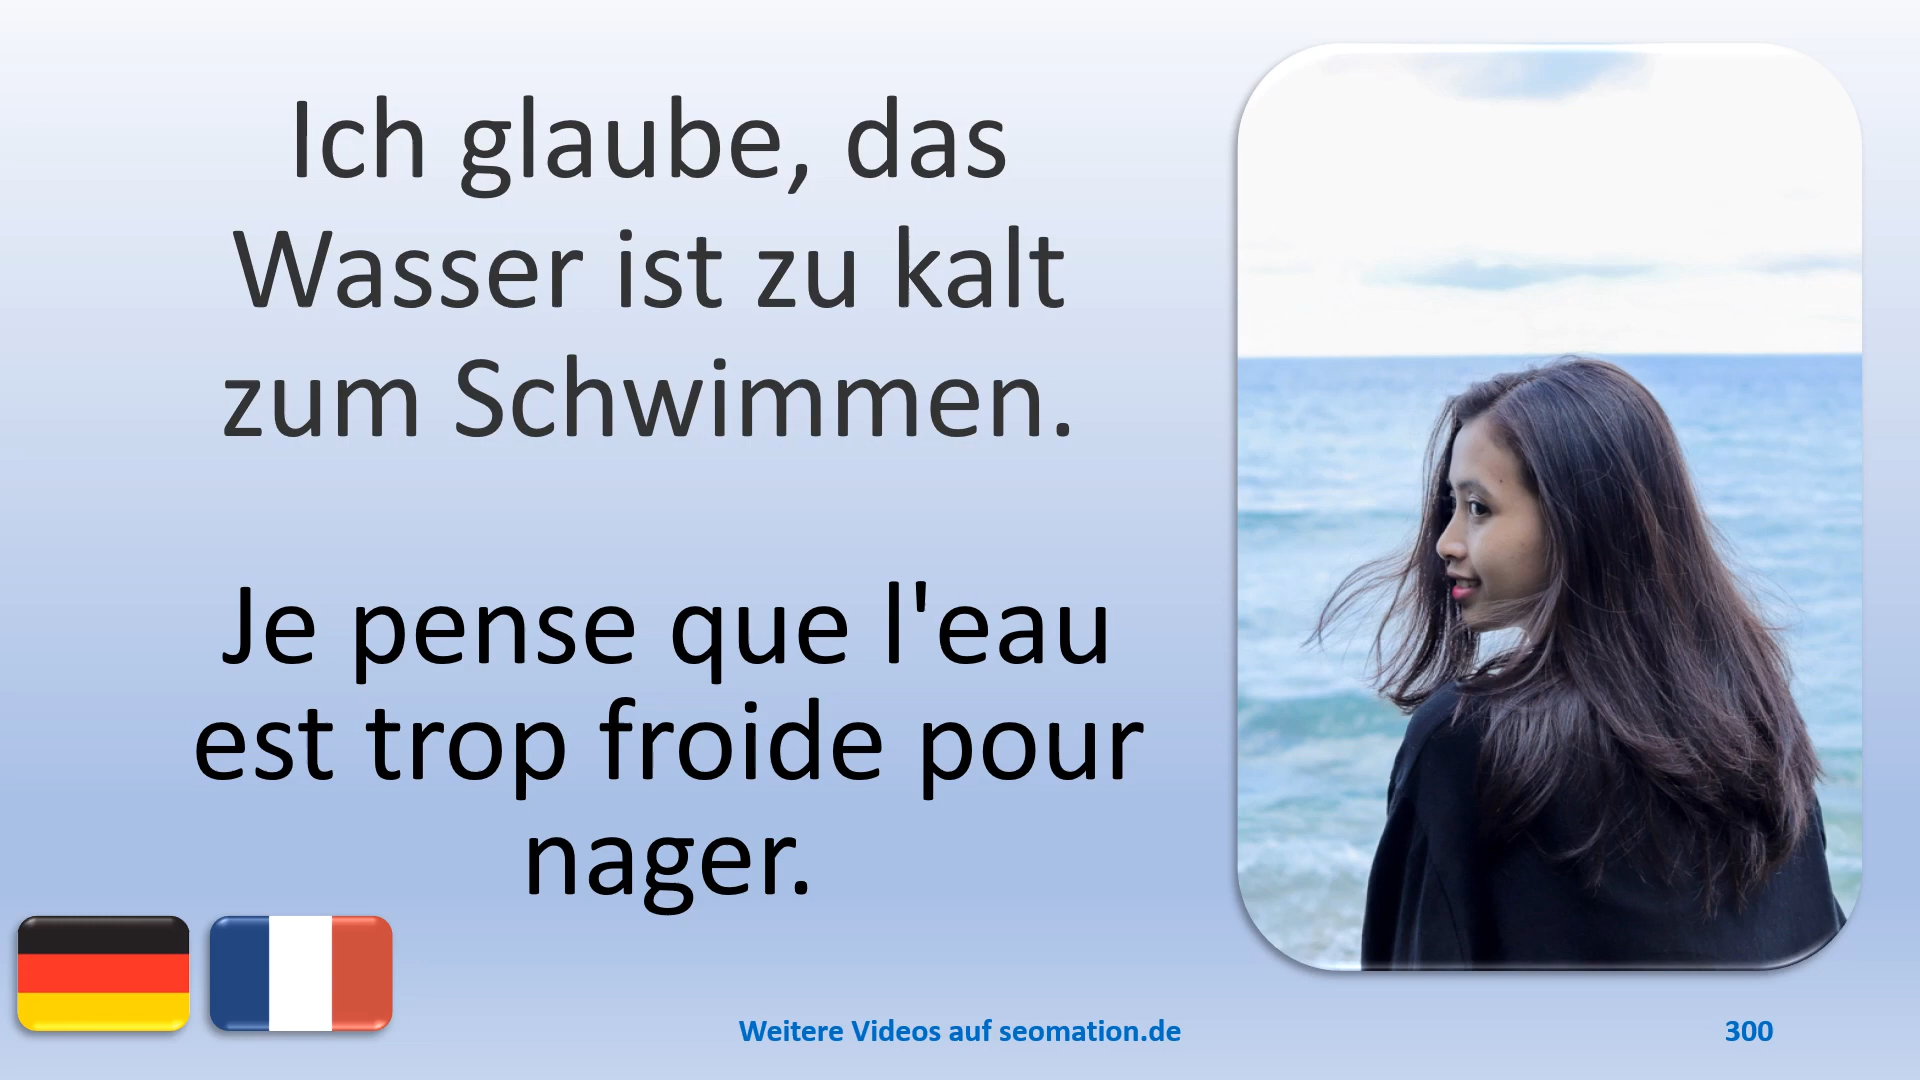 Ich glaube, das
Wasser ist zu kalt
zum Schwimmen.
Je pense que l'eau
est trop froide pour
nager.
Weitere Videos auf seomation.de
300